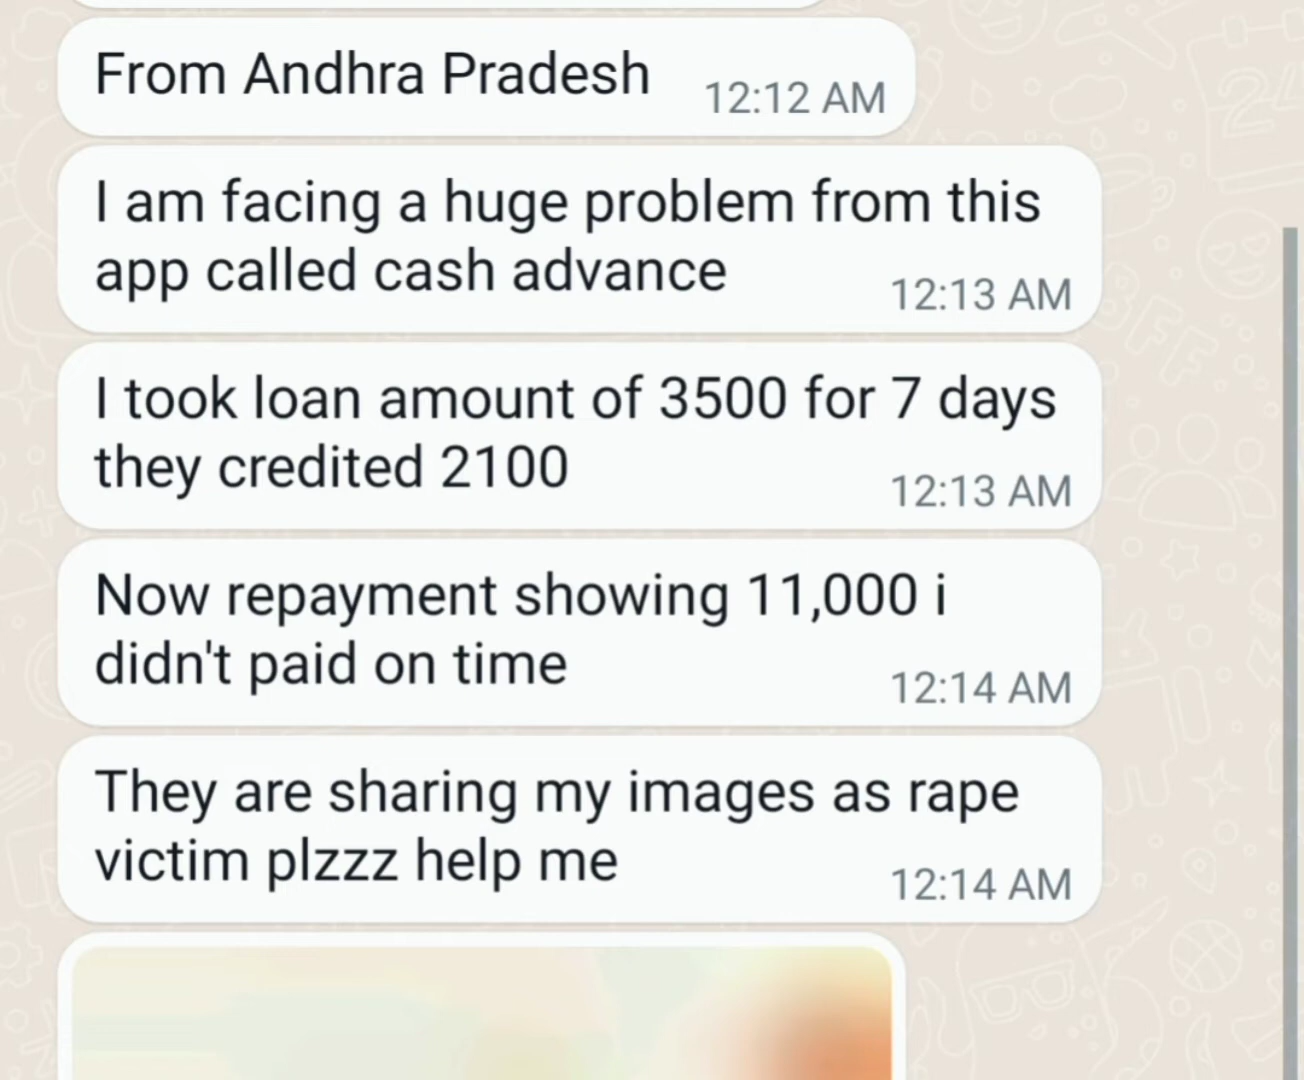 From Andhra Pradesh
12:12 AM
I am facing a huge problem from this
app called cash advance
12:13 AM
I took loan amount of 3500 for 7 days
they credited 2100
12:13 AM
Now repayment showing 11,000 i
didn't paid on time
12:14 AM
They are sharing my images as rape
victim plzzz help me
12:14 AM